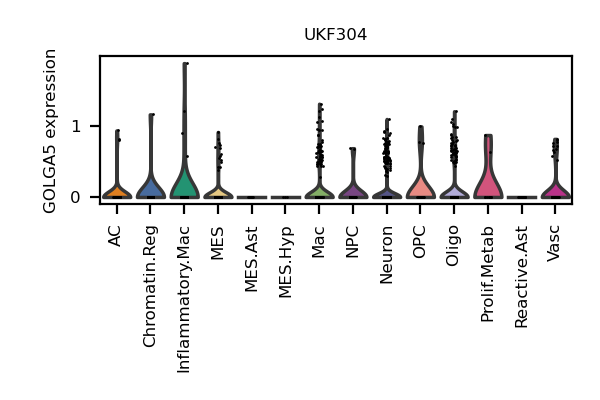 UKF304
GOLGA5 expression
1
0
AC
Chromatin.Reg
Inflammatory.Mac
MES
MES.Ast
MES.Hyp
Mac
NPC
Neuron
OPC
Oligo
Prolif.Metab
Reactive.Ast
Vasc